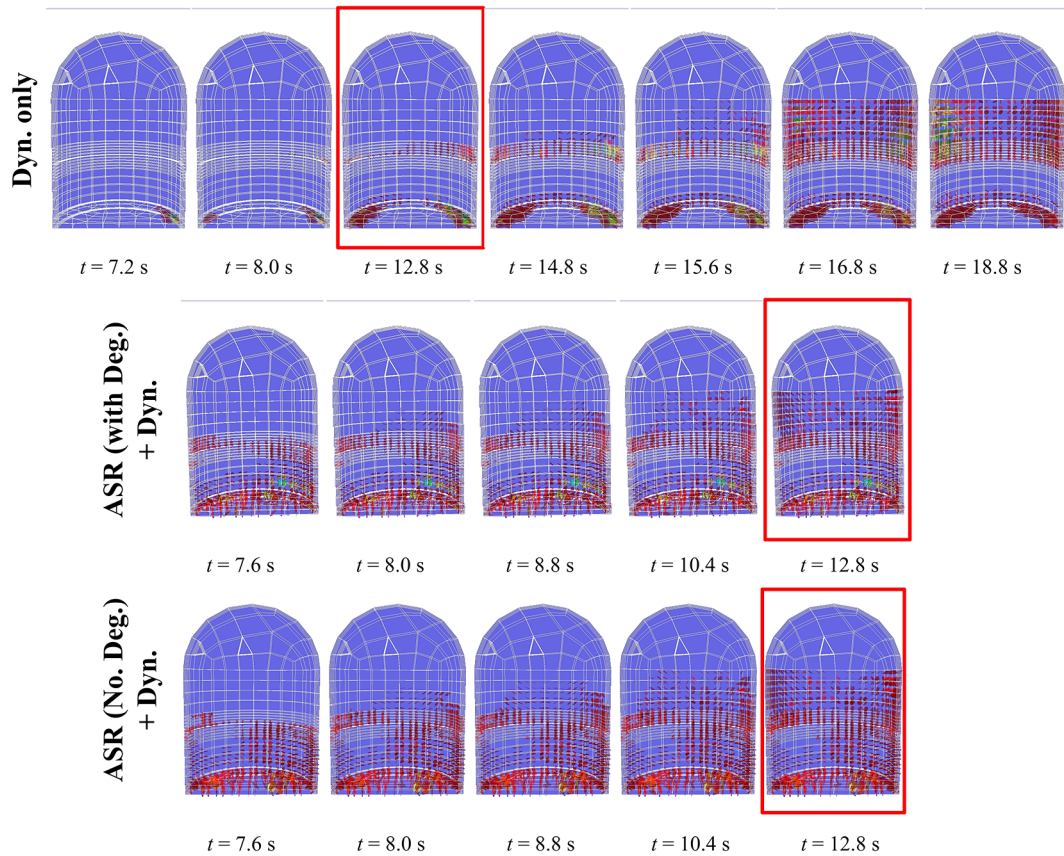 Dyn. only
t = 7.2 s
t = 8.0 s
t = 12.8 s
t = 14.8 s
t = 15.6 s
t = 16.8 s
t = 18.8 s
ASR (with Deg.)
+ Dyn.
t = 7.6 s
t = 8.0 s
t = 8.8 s
t = 10.4 s
t = 12.8 s
ASR (No. Deg.)
+ Dyn.
t = 7.6 s
t = 8.0 s
t = 8.8 s
t = 10.4 s
t = 12.8 s